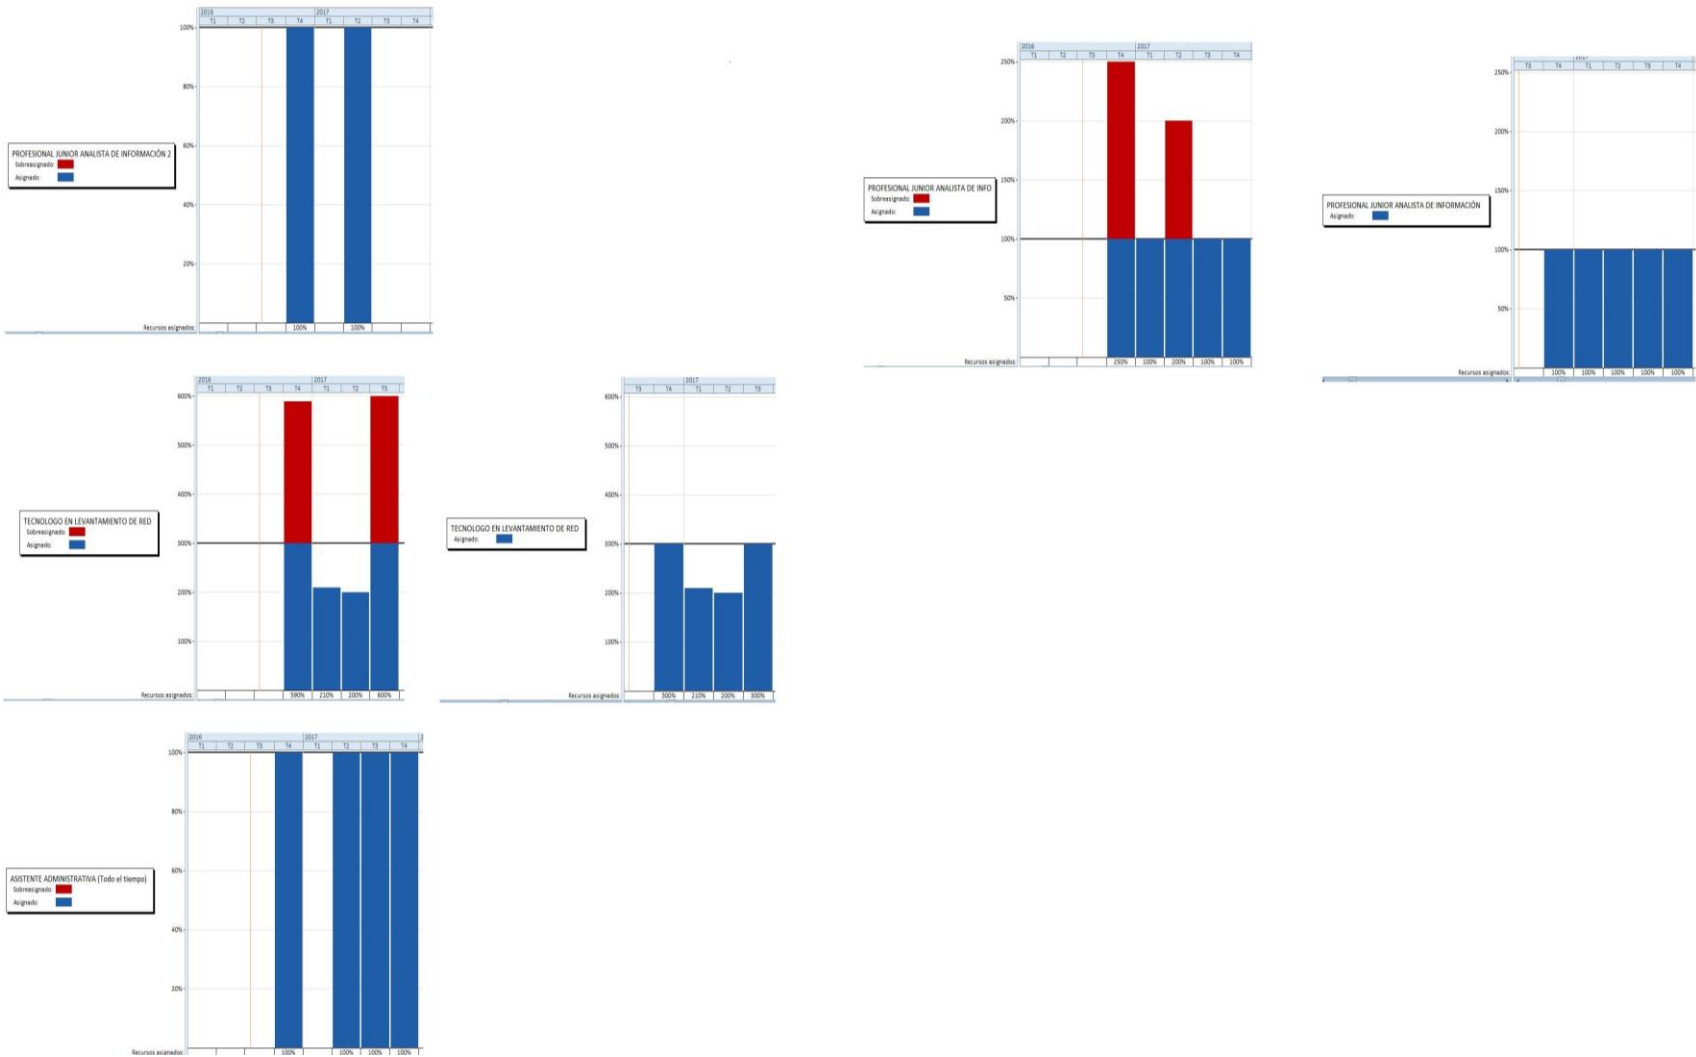 2016 2017
T1 T2 T3 T4 T1 T2 T3 T4
100%
80%
60%
40%
20%
PROFESIONAL JUNIOR ANALISTA DE INFORMACIÓN 2
Sobreasignado:
Asignado:
Recursos asignados: 100% 100%
2016 2017
T1 T2 T3 T4 T1 T2 T3 T4
250%
200%
150%
100%
50%
PROFESIONAL JUNIOR ANALISTA DE INFO
Sobreasignado:
Asignado:
Recursos asignados: 250% 100% 200% 100% 100%
2017
T3 T4 T1 T2 T3 T4
250%
200%
150%
100%
50%
PROFESIONAL JUNIOR ANALISTA DE INFORMACIÓN
Asignado:
Recursos asignados: 100% 100% 100% 100% 100%
2016 2017
T1 T2 T3 T4 T1 T2 T3
600%
500%
400%
300%
200%
100%
TECNOLOGO EN LEVANTAMIENTO DE RED
Sobreasignado:
Asignado:
Recursos asignados: 590% 210% 200% 600%
2017
T3 T4 T1 T2 T3
600%
500%
400%
300%
200%
100%
TECNOLOGO EN LEVANTAMIENTO DE RED
Asignado:
Recursos asignados: 300% 210% 200% 300%
2016 2017 2
T1 T2 T3 T4 T1 T2 T3 T4
100%
80%
60%
40%
20%
ASISTENTE ADMINISTRATIVA (Todo el tiempo)
Sobreasignado:
Asignado:
Recursos asignados: 100% 100% 100% 100%